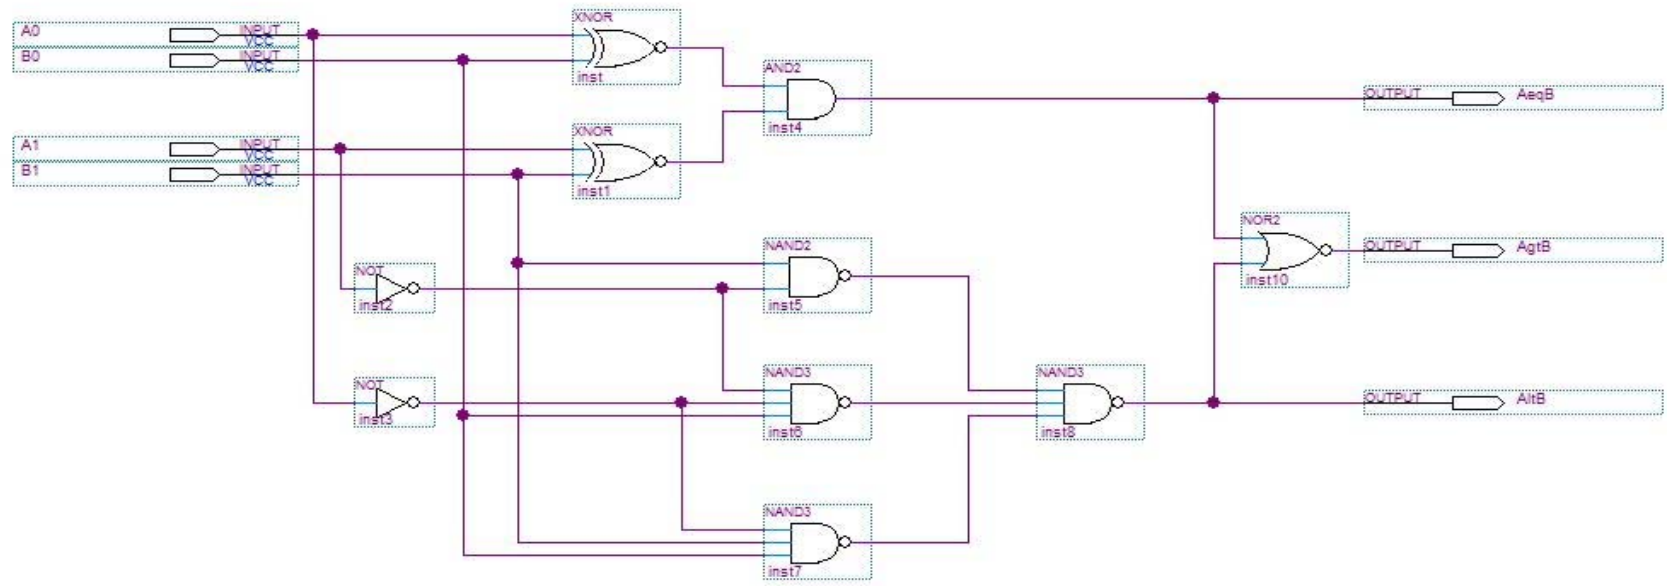 A0 INPUT
VCC
B0 INPUT
VCC
XNOR
inst
AND2
inst4
OUTPUT AeqB
A1 INPUT
VCC
B1 INPUT
VCC
XNOR
inst1
NOR2
inst10
OUTPUT AgtB
NAND2
inst5
NOT
inst2
NOT
inst3
NAND3
inst6
NAND3
inst8
OUTPUT AltB
NAND3
inst7